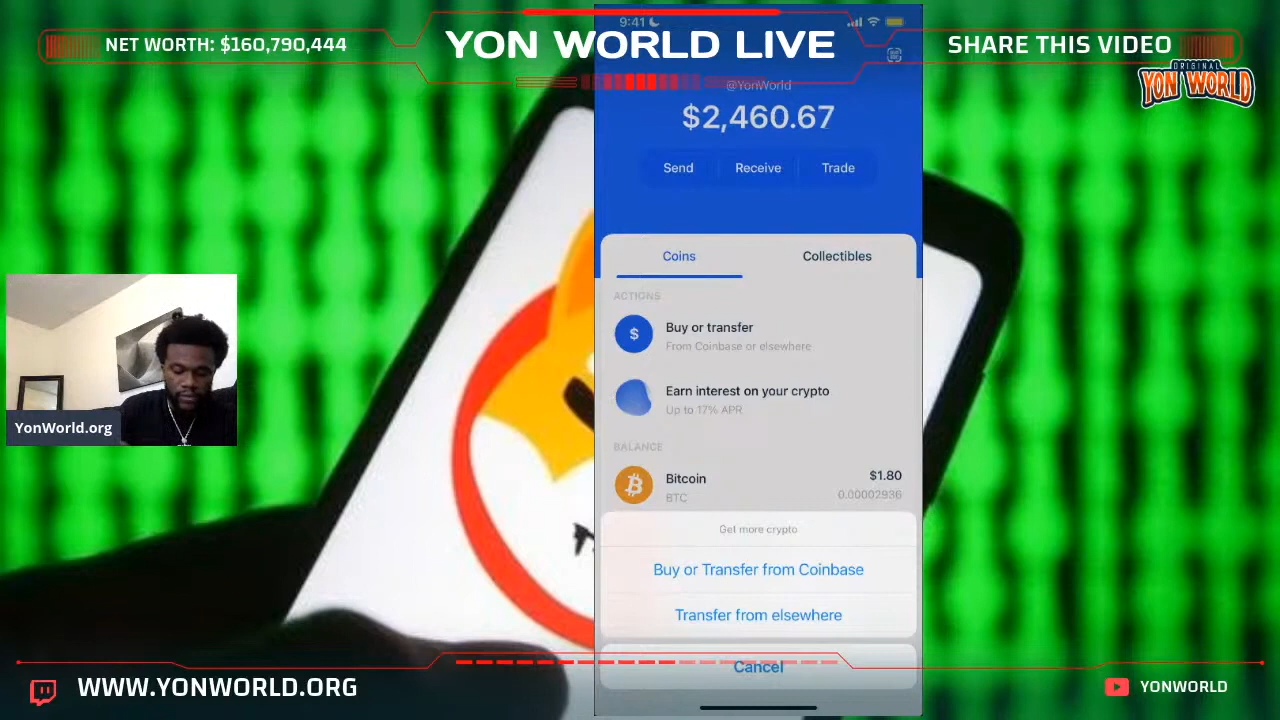 NET WORTH: $160,790,444
YON WORLD LIVE
SHARE THIS VIDEO
ORIGINAL
YON WORLD
9:41
@YonWorld
$2,460.67
Send
Receive
Trade
Coins
Collectibles
ACTIONS
$
Buy or transfer
From Coinbase or elsewhere
Earn interest on your crypto
Up to 17% APR
BALANCE
Bitcoin
$1.80
BTC
0.00002936
Get more crypto
Buy or Transfer from Coinbase
Transfer from elsewhere
Cancel
YonWorld.org
WWW.YONWORLD.ORG
YONWORLD